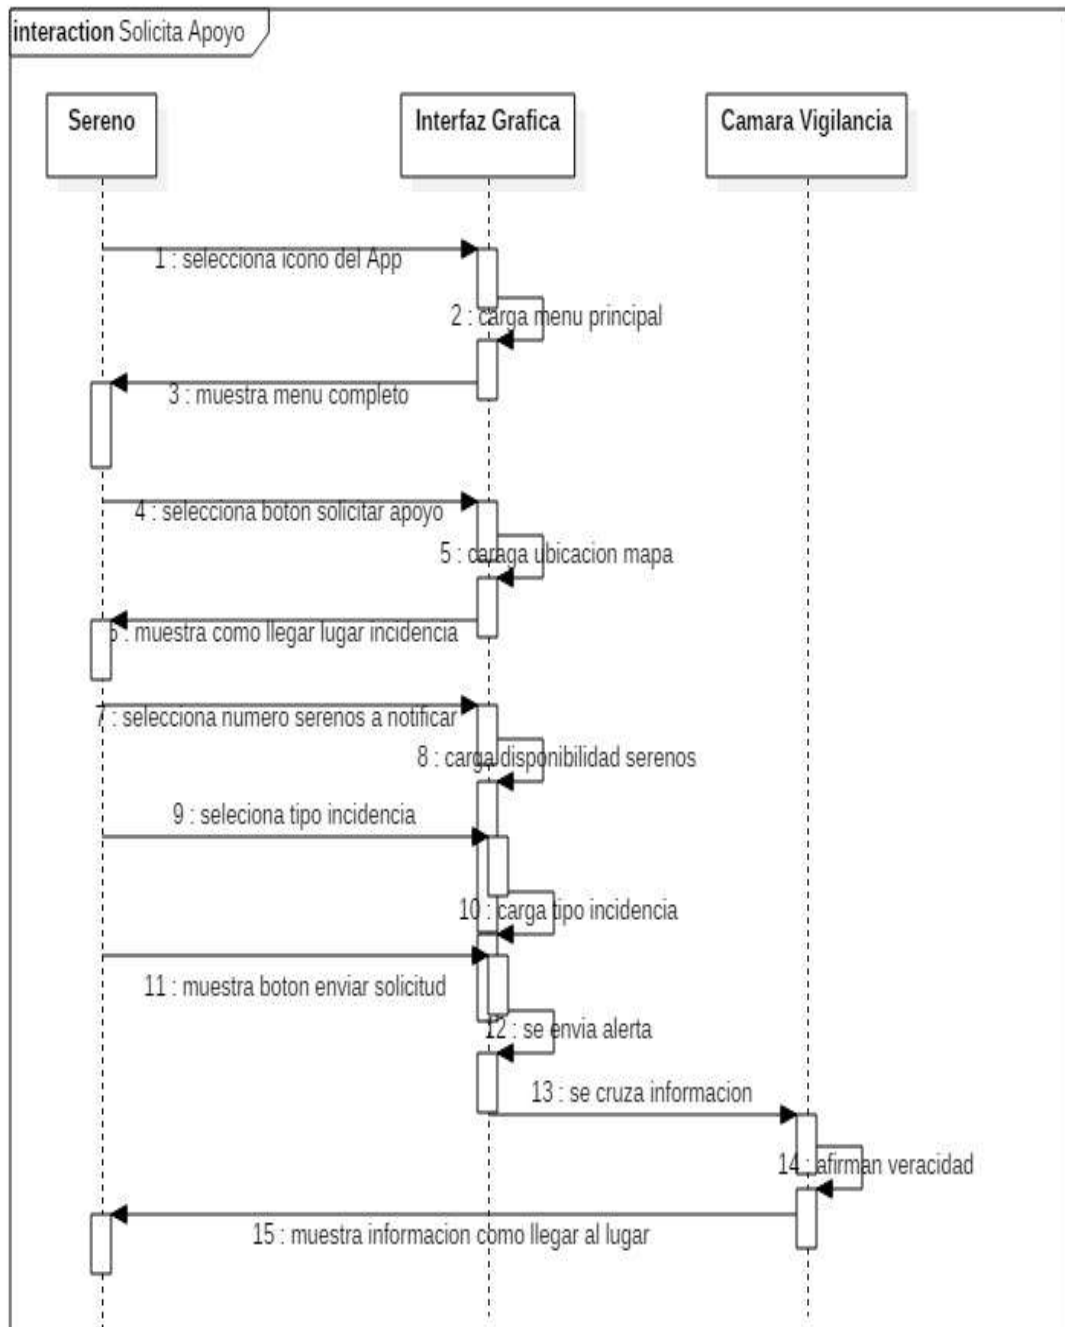 interaction Solicita Apoyo
Sereno
Interfaz Grafica
Camara Vigilancia
1 : selecciona icono del App
2 : carga menu principal
3 : muestra menu completo
4 : selecciona boton solicitar apoyo
5 : caraga ubicacion mapa
6 : muestra como llegar lugar incidencia
7 : selecciona numero serenos a notificar
8 : carga disponibilidad serenos
9 : seleciona tipo incidencia
10 : carga tipo incidencia
11 : muestra boton enviar solicitud
12 : se envia alerta
13 : se cruza informacion
14 : afirman veracidad
15 : muestra informacion como llegar al lugar